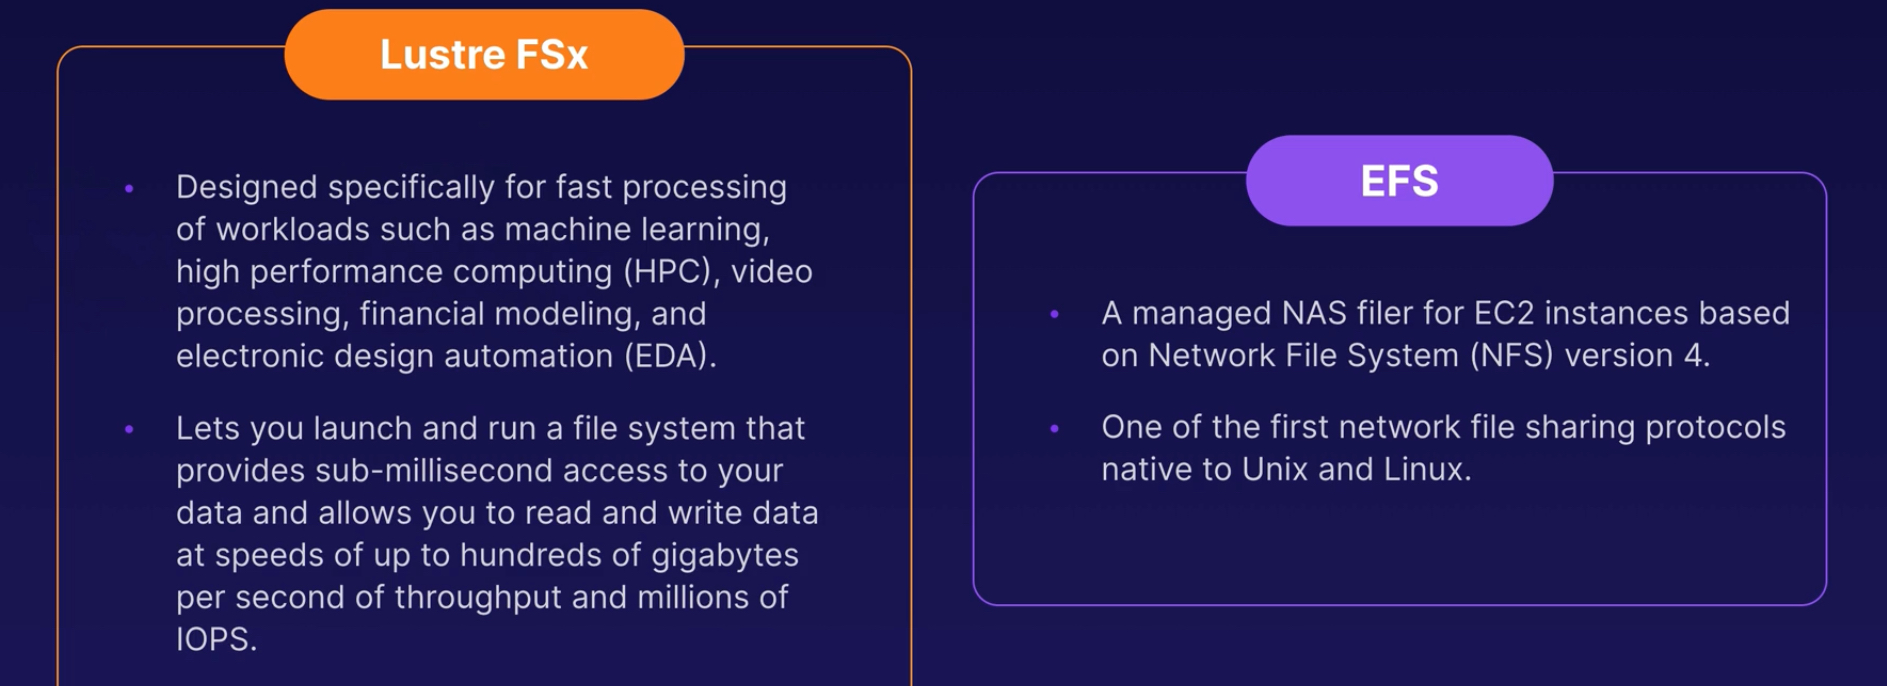 Lustre FSx
• Designed specifically for fast processing
of workloads such as machine learning,
high performance computing (HPC), video
processing, financial modeling, and
electronic design automation (EDA).
• Lets you launch and run a file system that
provides sub-millisecond access to your
data and allows you to read and write data
at speeds of up to hundreds of gigabytes
per second of throughput and millions of
IOPS.
EFS
• A managed NAS filer for EC2 instances based
on Network File System (NFS) version 4.
• One of the first network file sharing protocols
native to Unix and Linux.